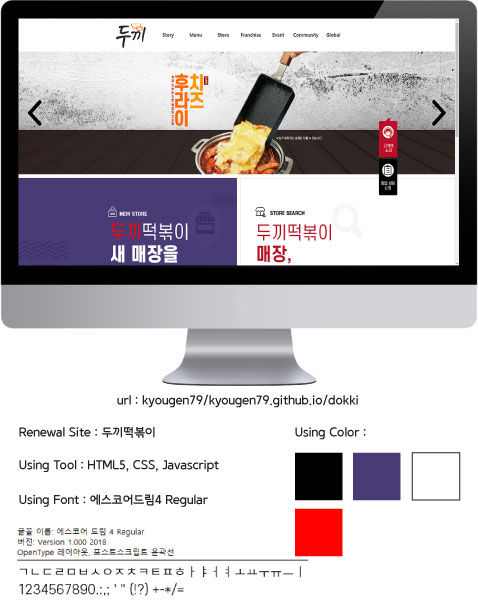 두끼
Story Menu Store Franchise Event Community Global
치즈
후라이
NEW STORE
두끼떡볶이
새 매장을
STORE SEARCH
두끼떡볶이
매장,
url : kyougen79/kyougen79.github.io/dokki
Renewal Site : 두끼떡볶이
Using Color :
Using Tool : HTML5, CSS, Javascript
Using Font : 에스코어드림4 Regular
글꼴 이름: 에스코어 드림 4 Regular
버전: Version 1.000 2018
OpenType 레이아웃, 포스트스크립트 윤곽선
ㄱㄴㄷㄹㅁㅂㅅㅇㅈㅊㅋㅌㅍㅎㅏㅑㅓㅕㅗㅛㅜㅠㅡㅣ
1234567890.:,; ' " (!?) +-*/=